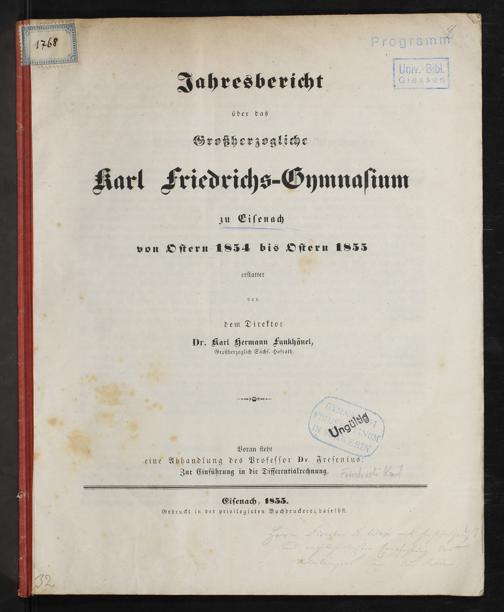 1768
8
Programm
Univ.-Bibl.
Giessen
Jahresbericht
über das
Großherzogliche
Karl Friedrichs-Gymnasium
zu Eisenach
von Ostern 1854 bis Ostern 1855
erstattet
von
dem Direktor
Dr. Karl Hermann Funkhänel,
Großherzoglich Sächs. Hofrath.
Ungültig
Voran steht
eine Abhandlung des Professor Dr. Fresenius:
Zur Einführung in die Differentialrechnung.
Eisenach, 1855.
Gedruckt in der privilegirten Buchdruckerei daselbst.
32